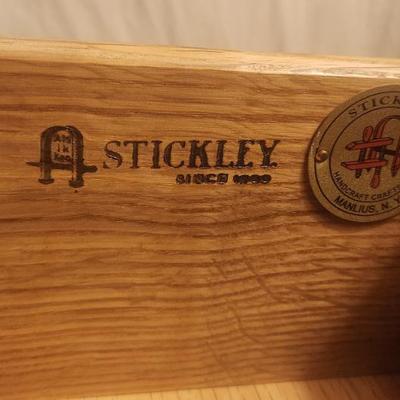 STICKLEY
SINCE 1900
STICK
HANDCRAFT
MANLIUS, N.Y